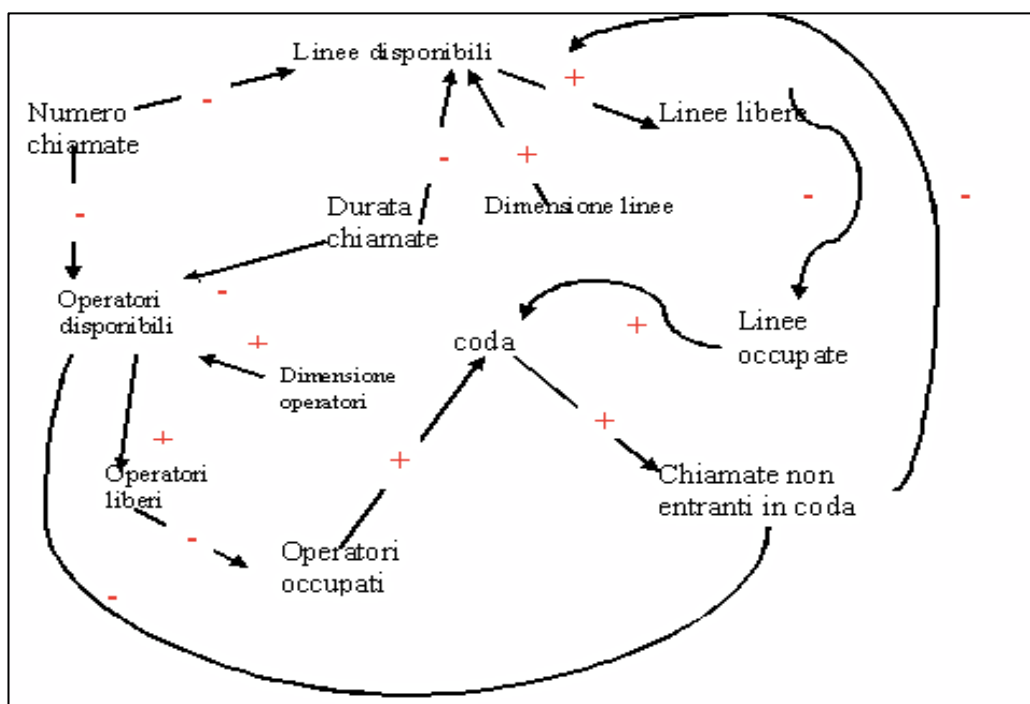 Linee disponibili
+
-
Numero
chiamate
Linee libere
-
+
-
Durata
chiamate
Dimensione linee
-
-
Operatori
disponibili
-
+
coda
+
Linee
occupate
Dimensione
operatori
+
+
Operatori
liberi
+
Chiamate non
entranti in coda
-
Operatori
occupati
-